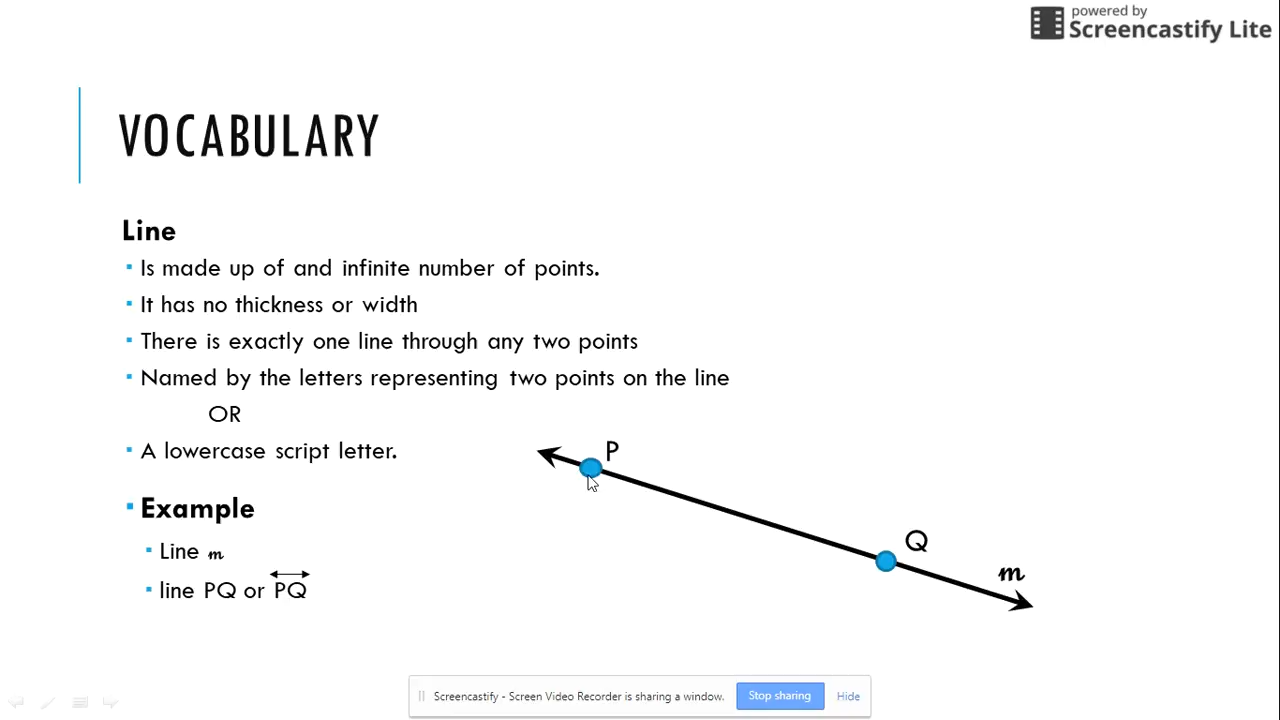 powered by
Screencastify Lite
VOCABULARY
Line
▪ Is made up of and infinite number of points.
▪ It has no thickness or width
▪ There is exactly one line through any two points
▪ Named by the letters representing two points on the line
OR
▪ A lowercase script letter.
P
▪ Example
Q
▪ Line 𝓂
m
▪ line PQ or PQ
Screencastify - Screen Video Recorder is sharing a window.
Stop sharing
Hide